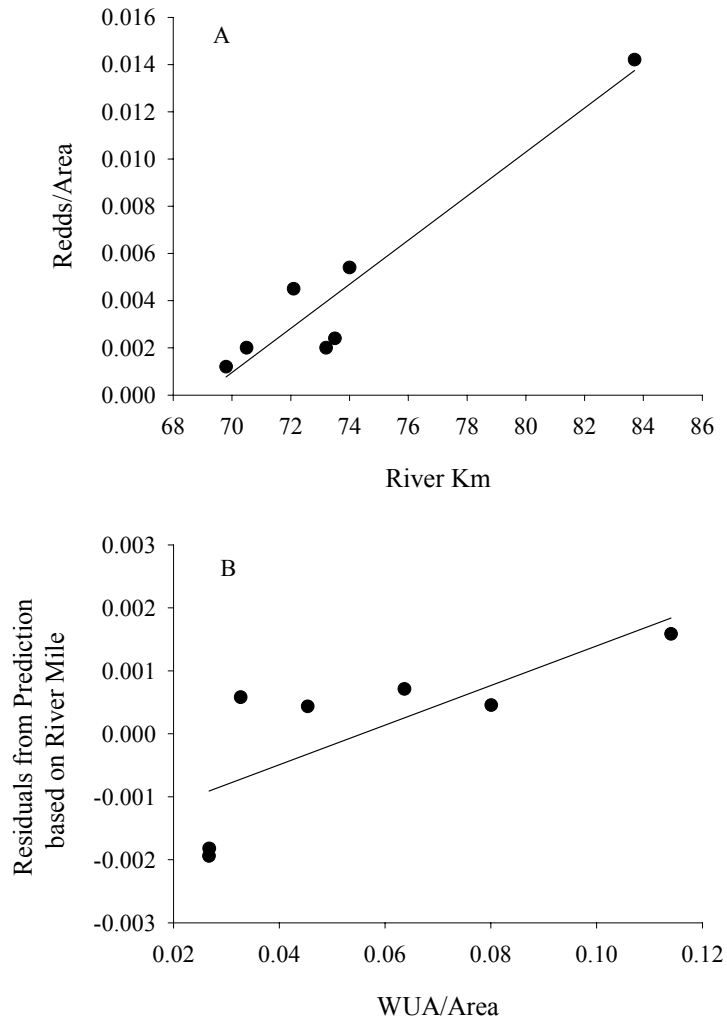 A
0.016
0.014
0.012
0.010
0.008
0.006
0.004
0.002
0.000
Redds/Area
68 70 72 74 76 78 80 82 84 86
River Km
B
0.003
0.002
0.001
0.000
-0.001
-0.002
-0.003
Residuals from Prediction
based on River Mile
0.02 0.04 0.06 0.08 0.10 0.12
WUA/Area